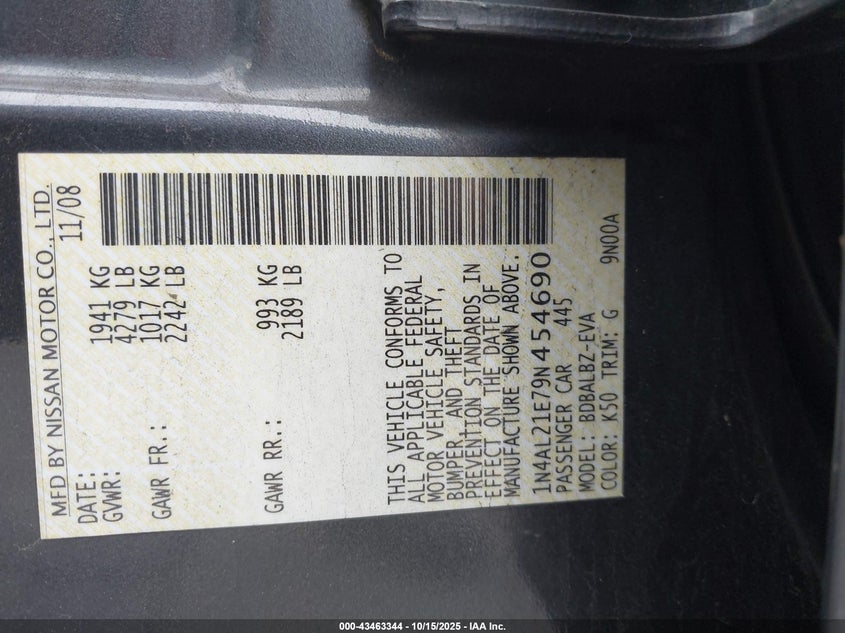 MFD BY NISSAN MOTOR CO., LTD.
DATE: 11/08
GVWR: 1941 KG
4279 LB
GAWR FR.: 1017 KG
2242 LB
GAWR RR.: 993 KG
2189 LB
THIS VEHICLE CONFORMS TO
ALL APPLICABLE FEDERAL
MOTOR VEHICLE SAFETY,
BUMPER, AND THEFT
PREVENTION STANDARDS IN
EFFECT ON THE DATE OF
MANUFACTURE SHOWN ABOVE.
1N4AL21E79N454690
PASSENGER CAR 445
MODEL: BDBALBZ-EVA
COLOR: K50 TRIM: G 9N00A
000-43463344 - 10/15/2025 - IAA Inc.